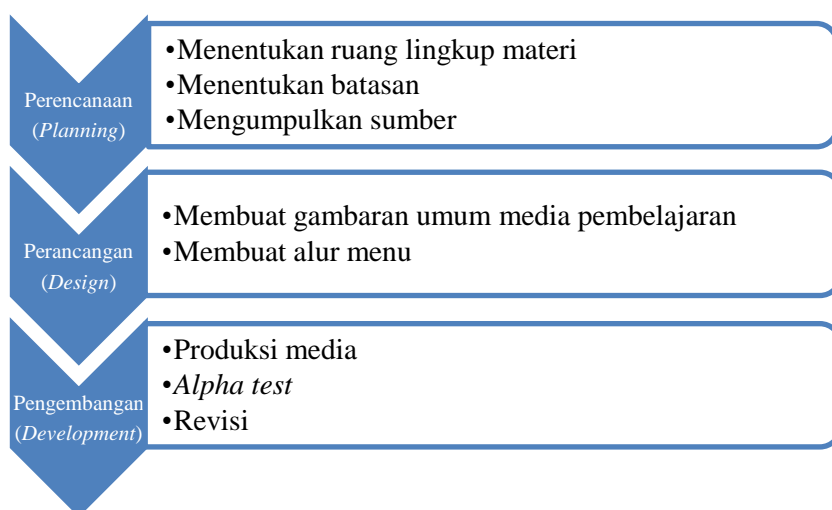 Perencanaan
(Planning)
•Menentukan ruang lingkup materi
•Menentukan batasan
•Mengumpulkan sumber
Perancangan
(Design)
•Membuat gambaran umum media pembelajaran
•Membuat alur menu
Pengembangan
(Development)
•Produksi media
•Alpha test
•Revisi